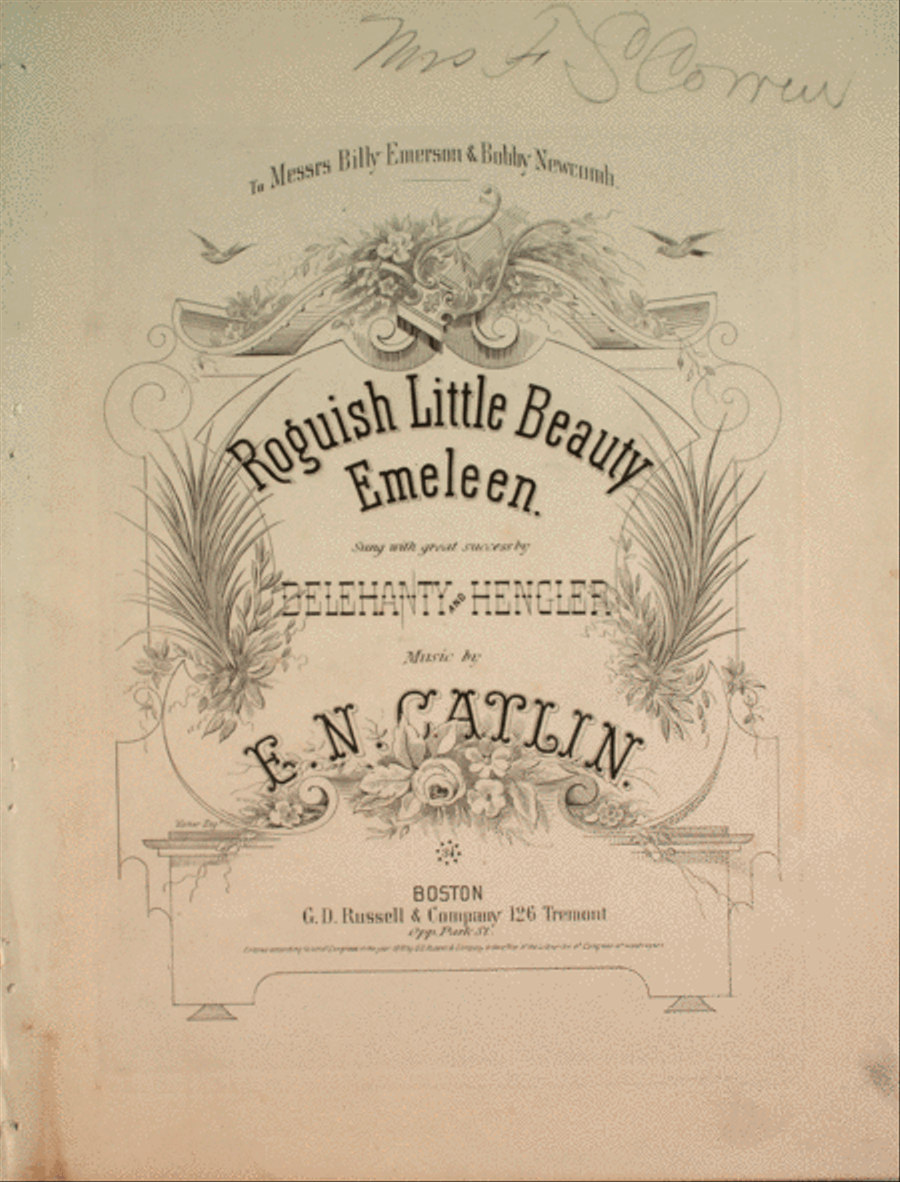 Mrs F S
To Messrs Billy Emerson & Bobby Newcomb.
Roguish Little Beauty
Emeleen.
Sung with great success by
DELEHANTY AND HENGLER
Music by
E. N. CATLIN.
BOSTON
G. D. Russell & Company 126 Tremont
Opp. Park St.